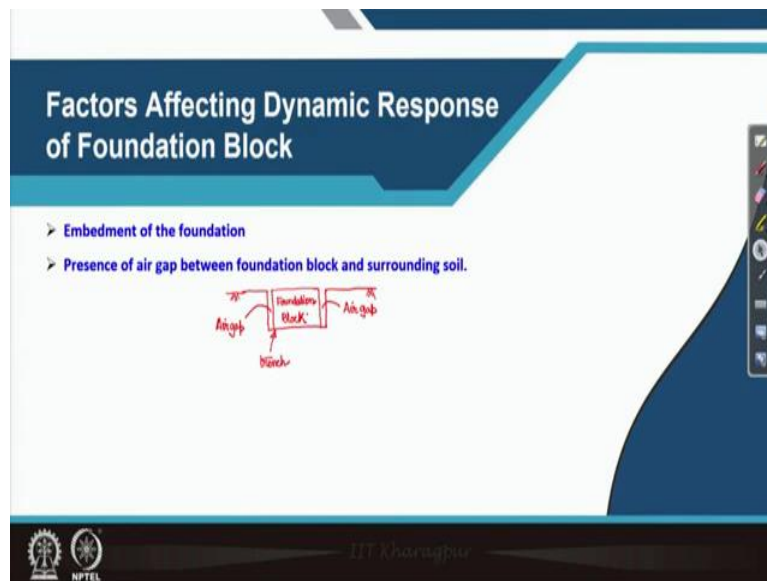 Factors Affecting Dynamic Response
of Foundation Block
➢ Embedment of the foundation
➢ Presence of air gap between foundation block and surrounding soil.
Foundation
Block
Air gap
Air gap
trench
IIT Kharagpur
NPTEL